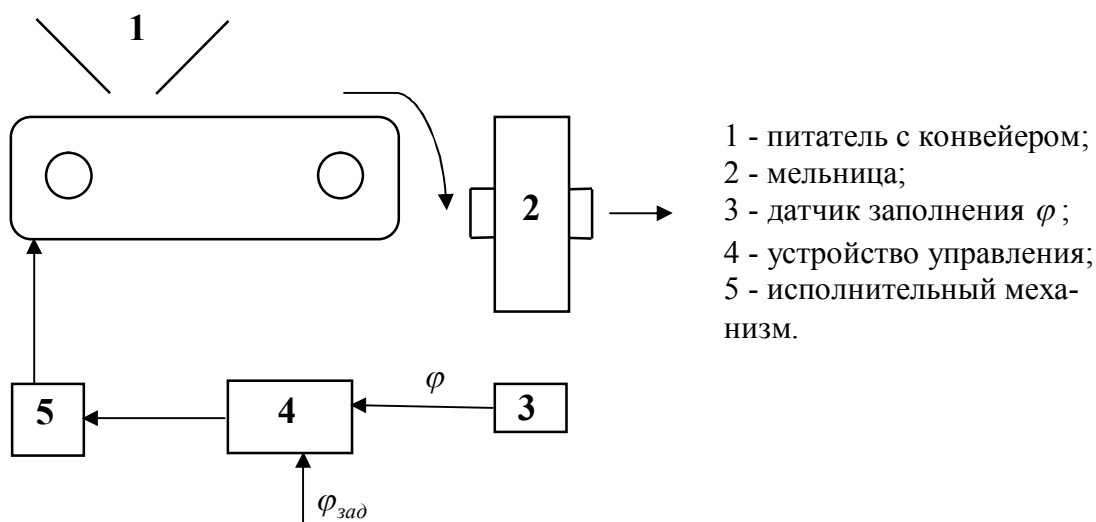 1
1 - питатель с конвейером;
2 - мельница;
2
3 - датчик заполнения φ;
4 - устройство управления;
5 - исполнительный меха-
низм.
φ
5
4
3
φзад